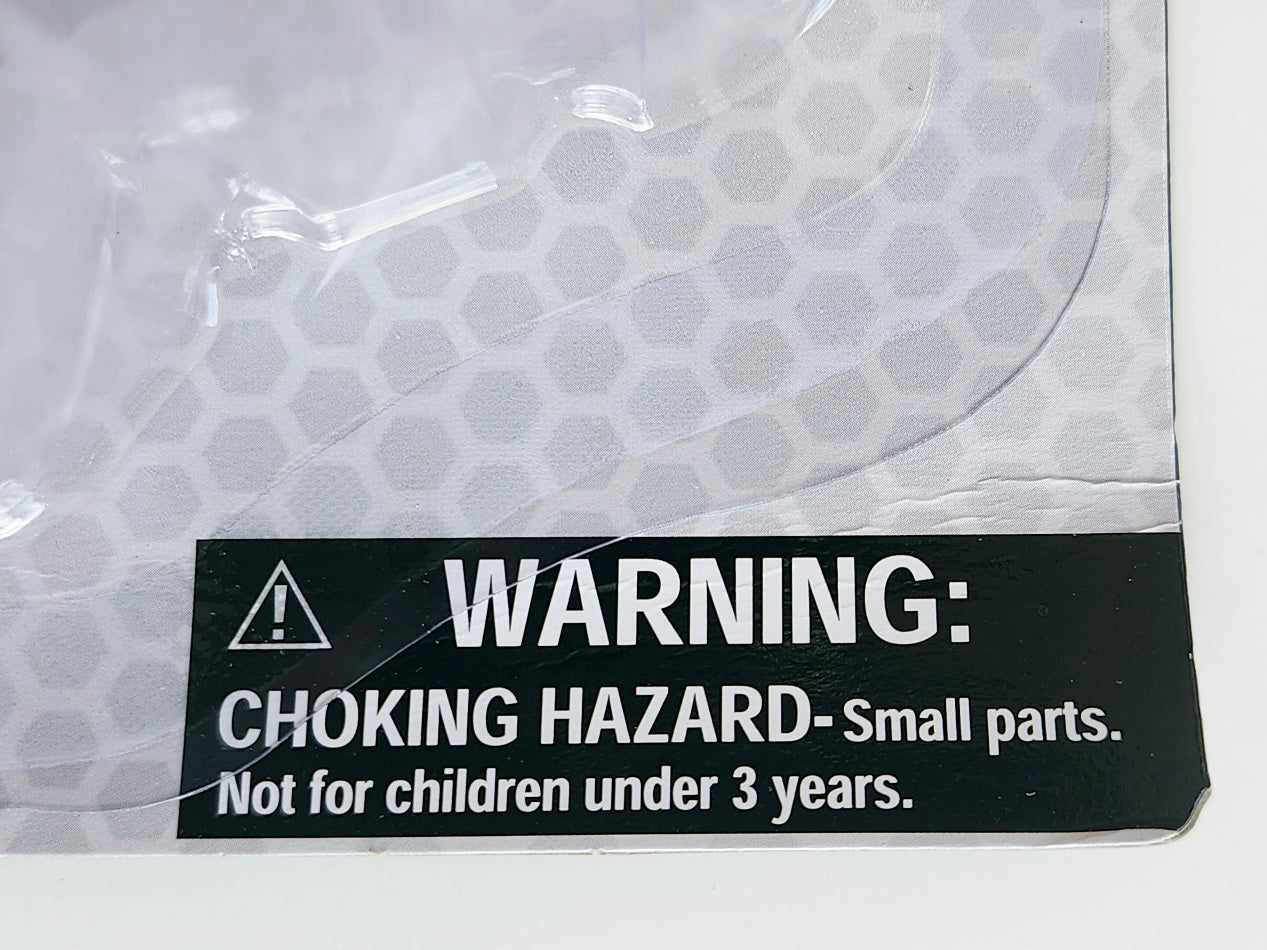 WARNING:
CHOKING HAZARD- Small parts.
Not for children under 3 years.